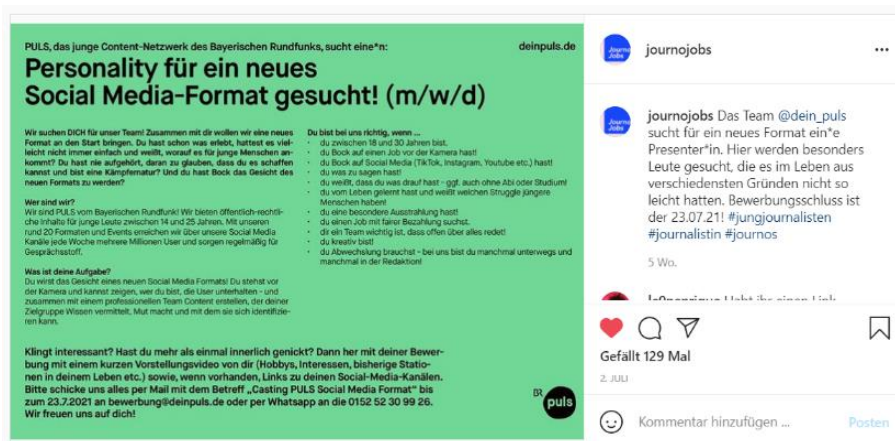 PULS, das junge Content-Netzwerk des Bayerischen Rundfunks, sucht eine*n:
deinpuls.de
Personality für ein neues
Social Media-Format gesucht! (m/w/d)
Wir suchen DICH für unser Team! Zusammen mit dir wollen wir eine neues
Format an den Start bringen. Du hast schon was erlebt, hattest es viel-
leicht nicht immer einfach und weißt, worauf es für junge Menschen an-
kommt? Du hast nie aufgehört, daran zu glauben, dass du es schaffen
kannst und bist eine Kämpfernatur? Und du hast Bock das Gesicht des
neuen Formats zu werden?
Wer sind wir?
Wir sind PULS vom Bayerischen Rundfunk! Wir bieten öffentlich-rechtli-
che Inhalte für junge Leute zwischen 14 und 25 Jahren. Mit unseren
rund 20 Formaten und Events erreichen wir über unsere Social Media
Kanäle jede Woche mehrere Millionen User und sorgen regelmäßig für
Gesprächsstoff.
Was ist deine Aufgabe?
Du wirst das Gesicht eines neuen Social Media Formats! Du stehst vor
der Kamera und kannst zeigen, wer du bist, die User unterhalten - und
zusammen mit einem professionellen Team Content erstellen, der deiner
Zielgruppe Wissen vermittelt, Mut macht und mit dem sie sich identifizie-
ren kann.
Du bist bei uns richtig, wenn ...
· du zwischen 18 und 30 Jahren bist.
· du Bock auf einen Job vor der Kamera hast!
· du Bock auf Social Media (TikTok, Instagram, Youtube etc.) hast!
· du was zu sagen hast!
· du weißt, dass du was drauf hast - ggf. auch ohne Abi oder Studium!
· du vom Leben gelernt hast und weißt welchen Struggle jüngere
Menschen haben!
· du eine besondere Ausstrahlung hast!
· du einen Job mit fairer Bezahlung suchst.
· dir ein Team wichtig ist, dass offen über alles redet!
· du kreativ bist!
· du Abwechslung brauchst - bei uns bist du manchmal unterwegs und
manchmal in der Redaktion!
Klingt interessant? Hast du mehr als einmal innerlich genickt? Dann her mit deiner Bewer-
bung mit einem kurzen Vorstellungsvideo von dir (Hobbys, Interessen, bisherige Statio-
nen in deinem Leben etc.) sowie, wenn vorhanden, Links zu deinen Social-Media-Kanälen.
Bitte schicke uns alles per Mail mit dem Betreff „Casting PULS Social Media Format“ bis
zum 23.7.2021 an bewerbung@deinpuls.de oder per Whatsapp an die 0152 52 30 99 26.
Wir freuen uns auf dich!
BR
puls
Journo
Jobs
journojobs
Journo
Jobs
journojobs Das Team @dein_puls
sucht für ein neues Format ein*e
Presenter*in. Hier werden besonders
Leute gesucht, die es im Leben aus
verschiedensten Gründen nicht so
leicht hatten. Bewerbungsschluss ist
der 23.07.21! #jungjournalisten
#journalistin #journos
5 Wo.
Habt ihr einen Link
Gefällt 129 Mal
2. JULI
Kommentar hinzufügen ...
Posten